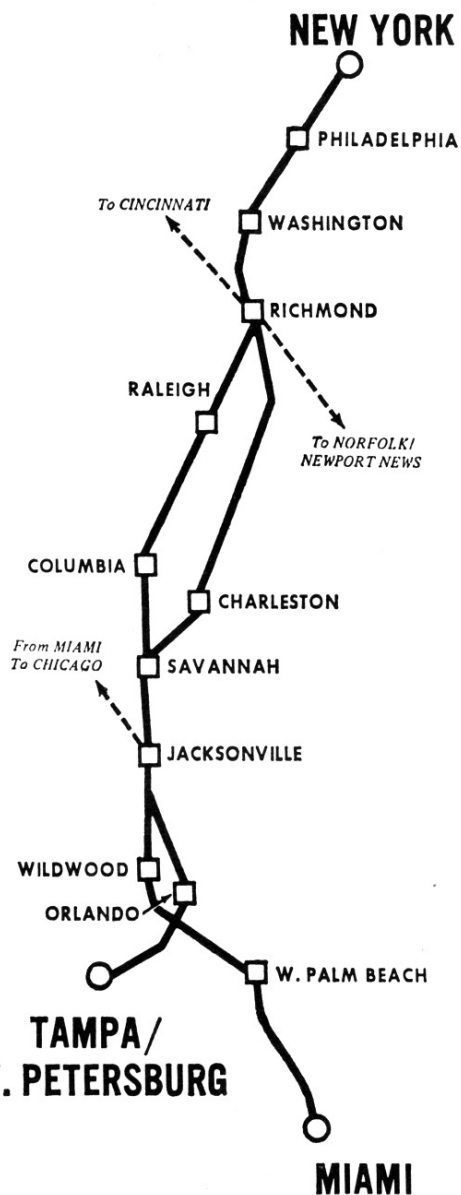 NEW YORK
PHILADELPHIA
To CINCINNATI
WASHINGTON
RICHMOND
RALEIGH
To NORFOLK/
NEWPORT NEWS
COLUMBIA
CHARLESTON
From MIAMI
To CHICAGO
SAVANNAH
JACKSONVILLE
WILDWOOD
ORLANDO
W. PALM BEACH
TAMPA/
. PETERSBURG
MIAMI